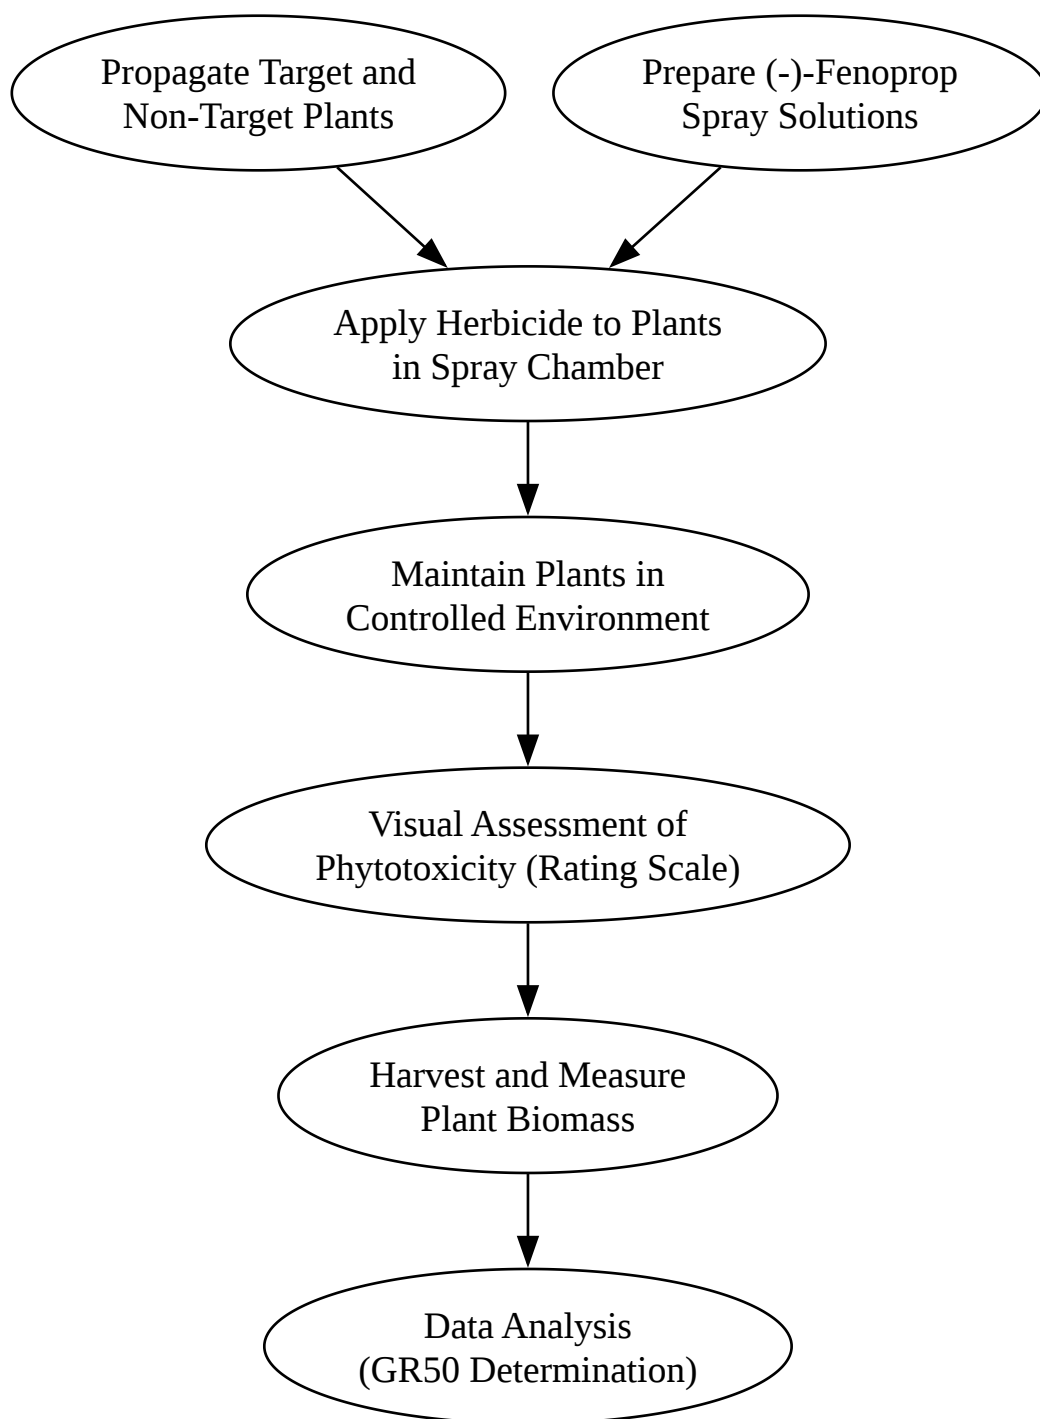 Propagate Target and
Non-Target Plants
Prepare (-)-Fenoprop
Spray Solutions
Apply Herbicide to Plants
in Spray Chamber
Maintain Plants in
Controlled Environment
Visual Assessment of
Phytotoxicity (Rating Scale)
Harvest and Measure
Plant Biomass
Data Analysis
(GR50 Determination)